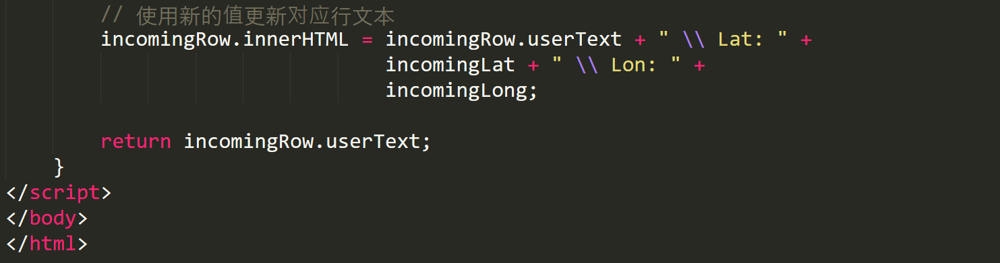 // 使用新的值更新对应行文本
incomingRow.innerHTML = incomingRow.userText + " \\ Lat: " +
incomingLat + " \\ Lon: " +
incomingLong;
return incomingRow.userText;
}
</script>
</body>
</html>